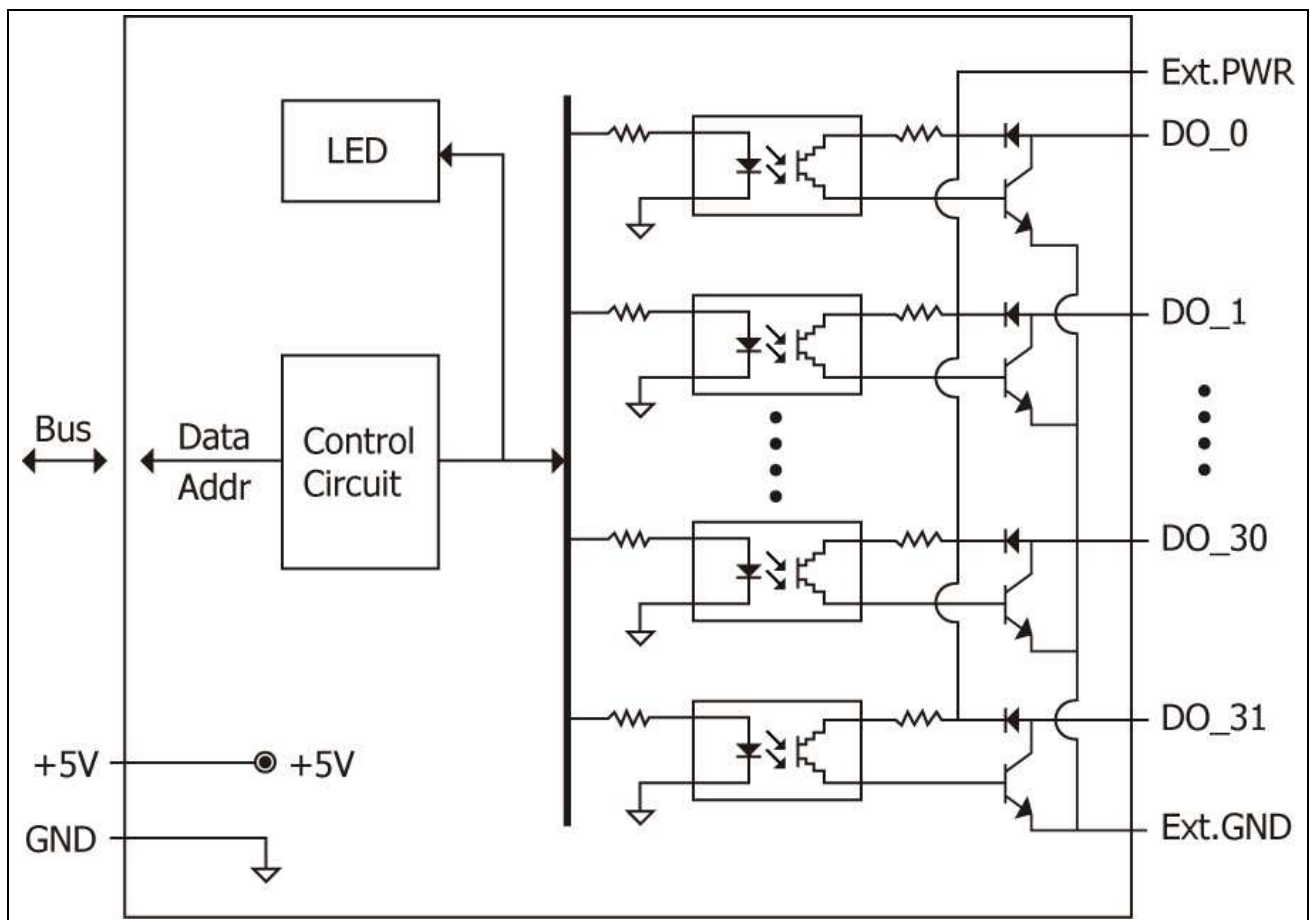 Ext.PWR
LED
DO_0
DO_1
Bus
Data
Addr
Control
Circuit
DO_30
DO_31
+5V
+5V
GND
Ext.GND